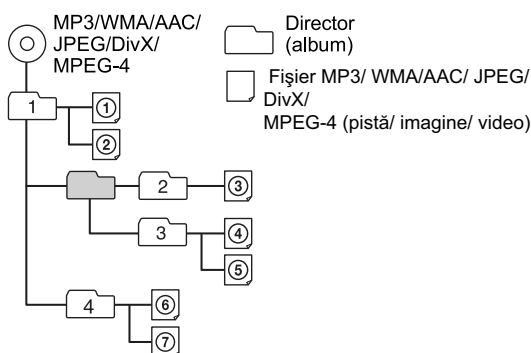 MP3/WMA/AAC/
JPEG/DivX/
MPEG-4
Director
(album)
Fişier MP3/ WMA/AAC/ JPEG/
DivX/
MPEG-4 (pistă/ imagine/ video)
1
①
②
2
③
3
④
⑤
4
⑥
⑦